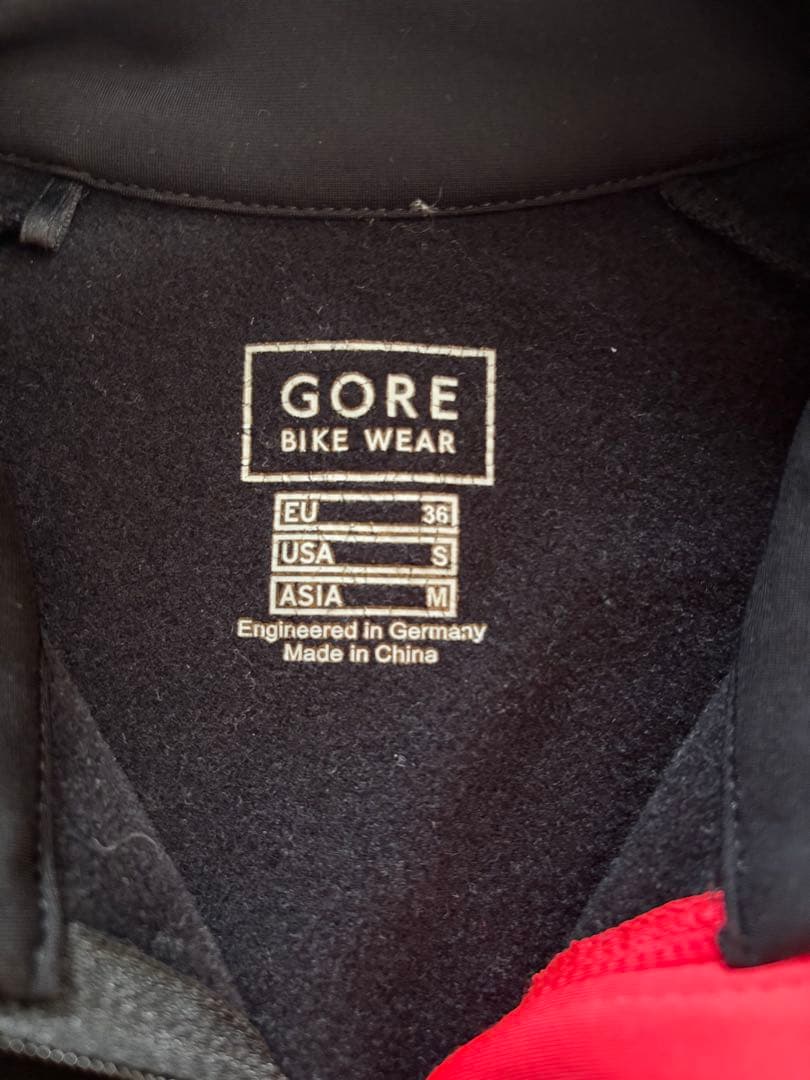 GORE
BIKE WEAR
EU 36
USA S
ASIA M
Engineered in Germany
Made in China